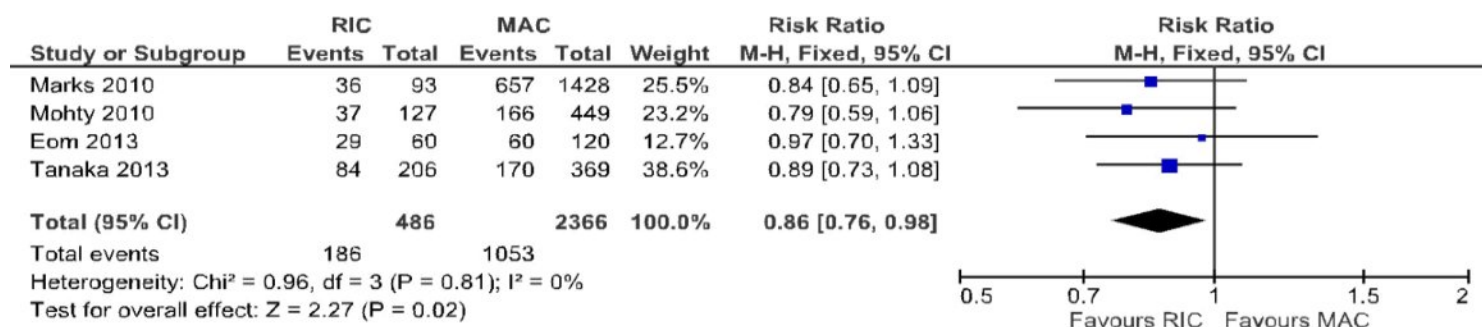 RIC MAC Risk Ratio Risk Ratio
Study or Subgroup Events Total Events Total Weight M-H, Fixed, 95% CI M-H, Fixed, 95% CI
Marks 2010 36 93 657 1428 25.5% 0.84 [0.65, 1.09]
Mohty 2010 37 127 166 449 23.2% 0.79 [0.59, 1.06]
Eom 2013 29 60 60 120 12.7% 0.97 [0.70, 1.33]
Tanaka 2013 84 206 170 369 38.6% 0.89 [0.73, 1.08]
Total (95% CI) 486 2366 100.0% 0.86 [0.76, 0.98]
Total events 186 1053
Heterogeneity: Chi² = 0.96, df = 3 (P = 0.81); I² = 0%
Test for overall effect: Z = 2.27 (P = 0.02)
0.5 0.7 1 1.5 2
Favours RIC Favours MAC